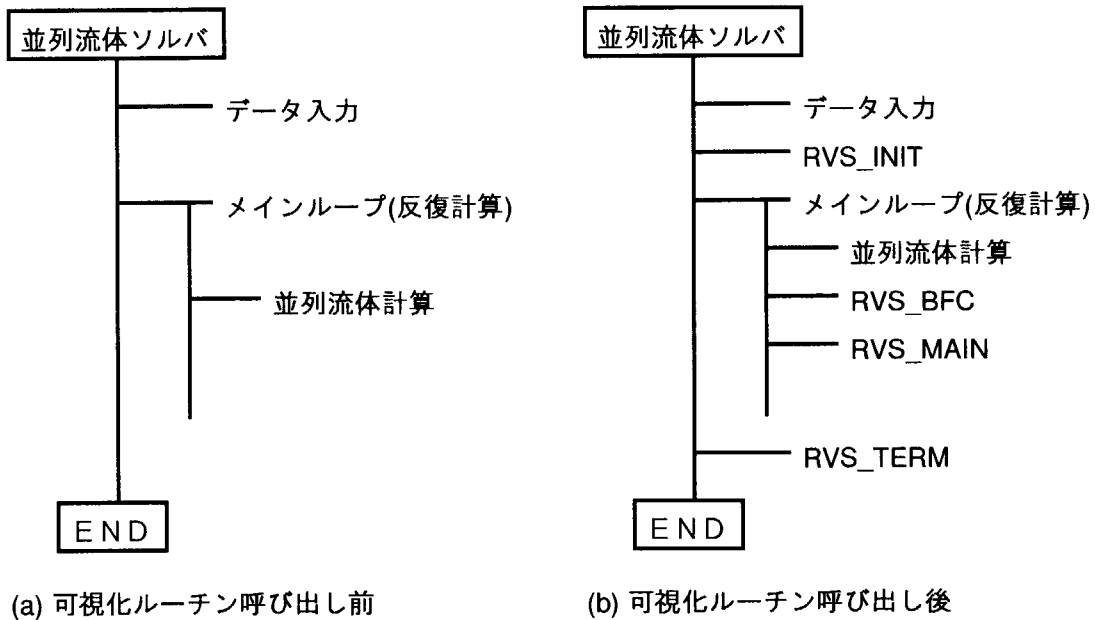 並列流体ソルバ
データ入力
メインループ(反復計算)
並列流体計算
END
(a) 可視化ルーチン呼び出し前
並列流体ソルバ
データ入力
RVS_INIT
メインループ(反復計算)
並列流体計算
RVS_BFC
RVS_MAIN
RVS_TERM
END
(b) 可視化ルーチン呼び出し後